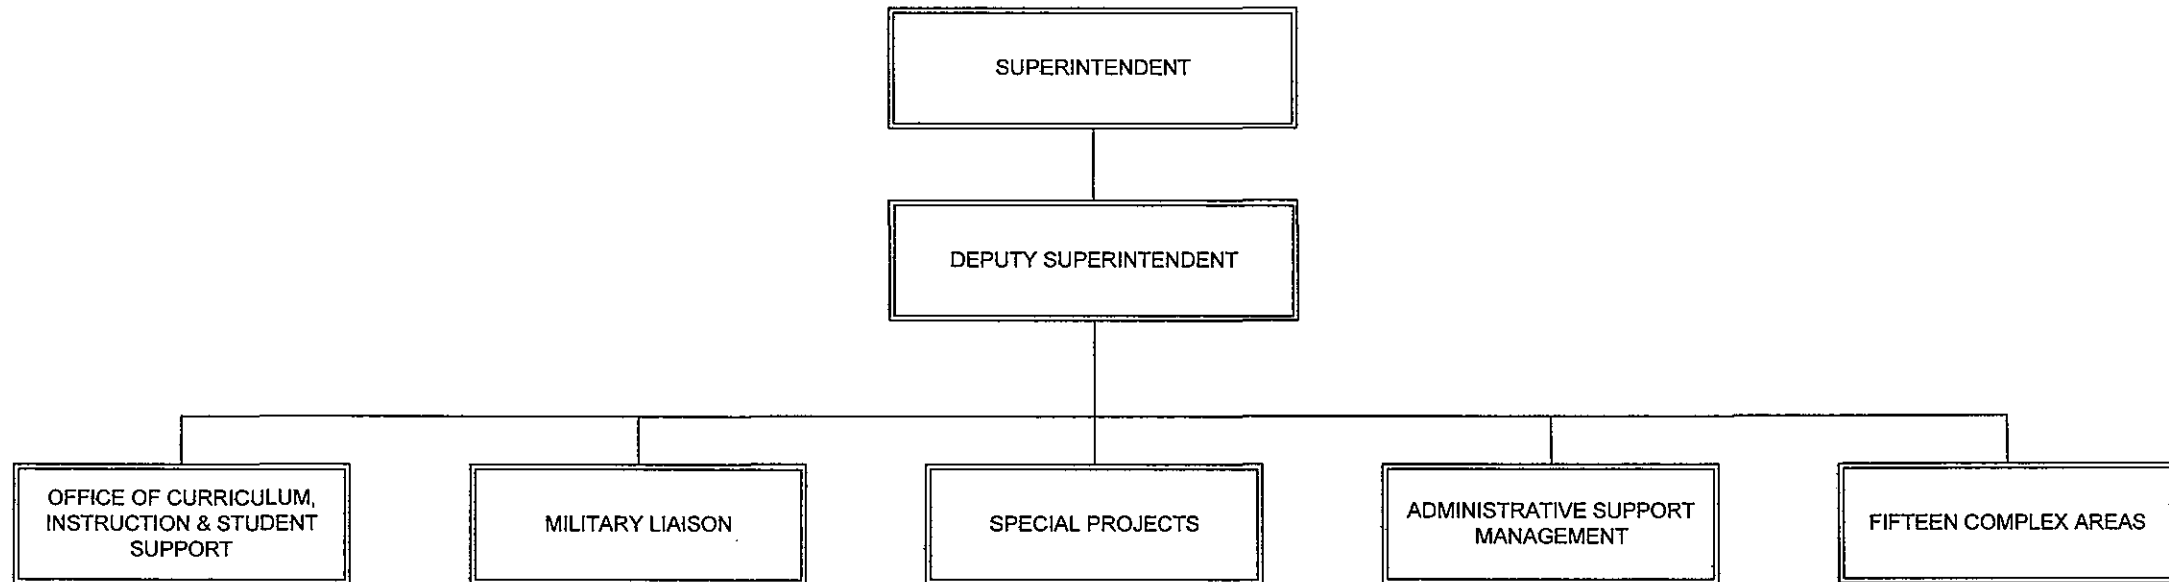 SUPERINTENDENT
DEPUTY SUPERINTENDENT
OFFICE OF CURRICULUM,
INSTRUCTION & STUDENT
SUPPORT
MILITARY LIAISON
SPECIAL PROJECTS
ADMINISTRATIVE SUPPORT
MANAGEMENT
FIFTEEN COMPLEX AREAS